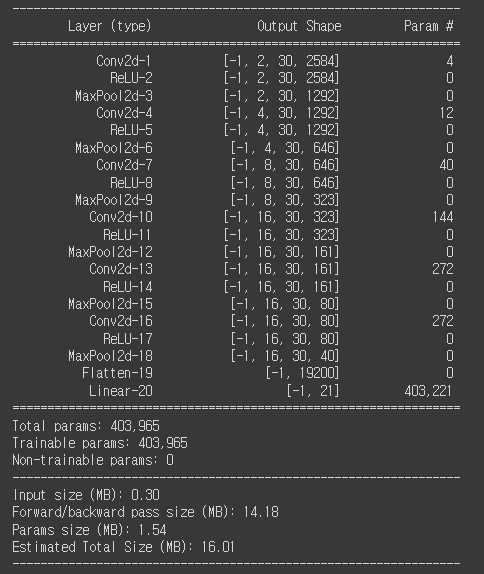 ----------------------------------------------------------------
Layer (type) Output Shape Param #
================================================================
Conv2d-1 [-1, 2, 30, 2584] 4
ReLU-2 [-1, 2, 30, 2584] 0
MaxPool2d-3 [-1, 2, 30, 1292] 0
Conv2d-4 [-1, 4, 30, 1292] 12
ReLU-5 [-1, 4, 30, 1292] 0
MaxPool2d-6 [-1, 4, 30, 646] 0
Conv2d-7 [-1, 8, 30, 646] 40
ReLU-8 [-1, 8, 30, 646] 0
MaxPool2d-9 [-1, 8, 30, 323] 0
Conv2d-10 [-1, 16, 30, 323] 144
ReLU-11 [-1, 16, 30, 323] 0
MaxPool2d-12 [-1, 16, 30, 161] 0
Conv2d-13 [-1, 16, 30, 161] 272
ReLU-14 [-1, 16, 30, 161] 0
MaxPool2d-15 [-1, 16, 30, 80] 0
Conv2d-16 [-1, 16, 30, 80] 272
ReLU-17 [-1, 16, 30, 80] 0
MaxPool2d-18 [-1, 16, 30, 40] 0
Flatten-19 [-1, 19200] 0
Linear-20 [-1, 21] 403,221
================================================================
Total params: 403,965
Trainable params: 403,965
Non-trainable params: 0
----------------------------------------------------------------
Input size (MB): 0.30
Forward/backward pass size (MB): 14.18
Params size (MB): 1.54
Estimated Total Size (MB): 16.01
----------------------------------------------------------------